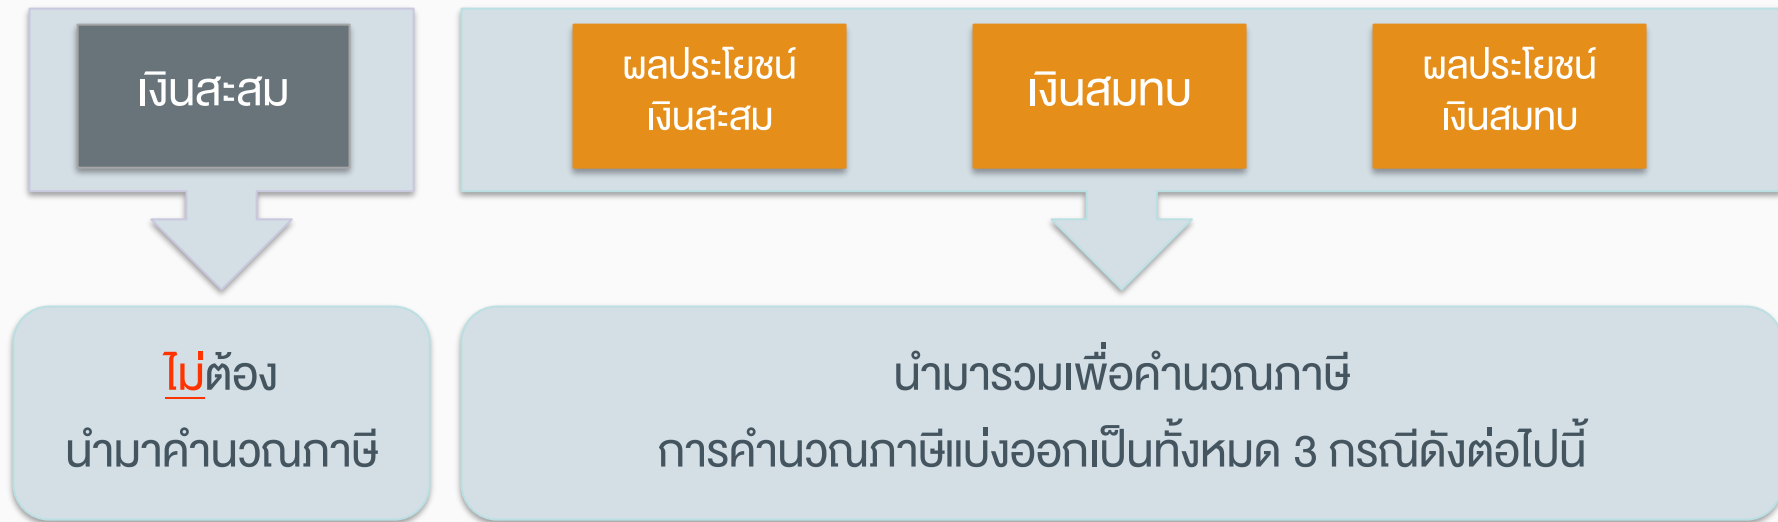 เงินสะสม
ผลประโยชน์
เงินสะสม
เงินสมทบ
ผลประโยชน์
เงินสมทบ
ไม่ต้อง
นำมาคำนวณภาษี
นำมารวมเพื่อคำนวณภาษี
การคำนวณภาษีแบ่งออกเป็นทั้งหมด 3 กรณีดังต่อไปนี้